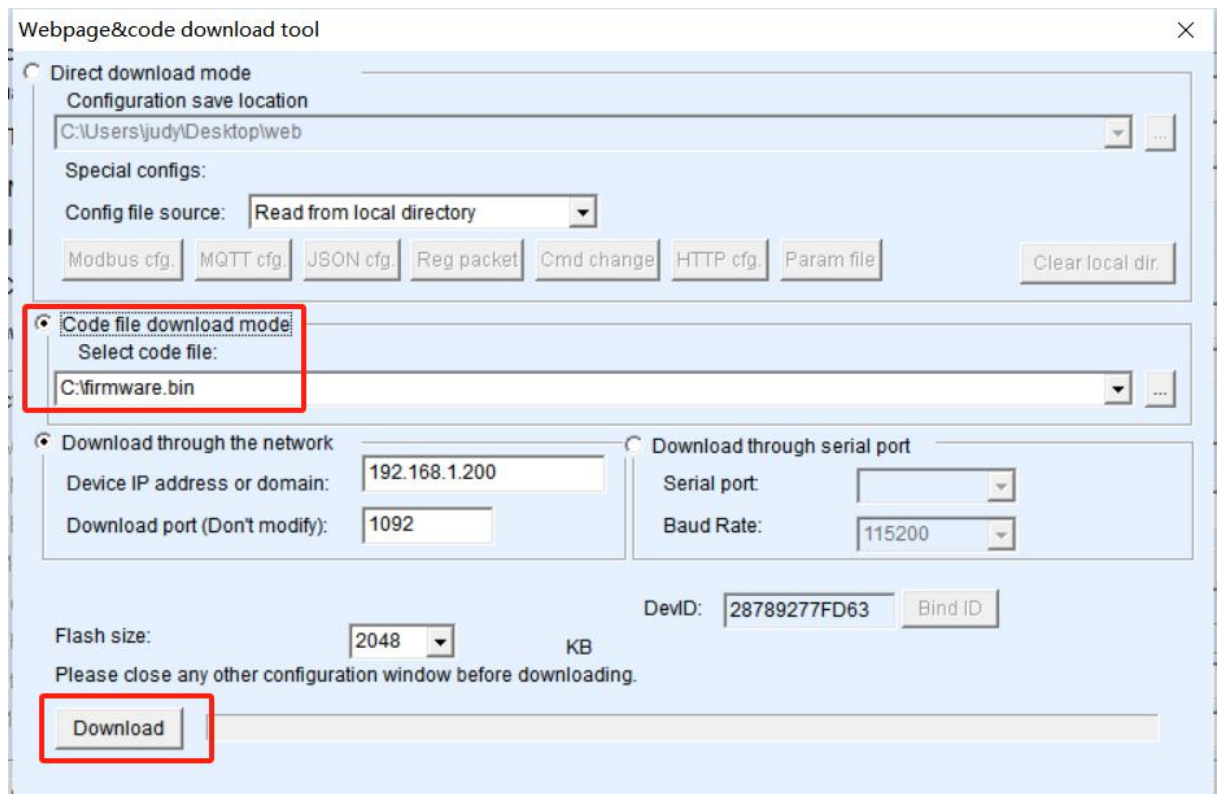 Webpage&code download tool
Direct download mode
Configuration save location
C:\Users\judy\Desktop\web
...
Special configs:
Config file source: Read from local directory
Modbus cfg. MQTT cfg. JSON cfg. Reg packet Cmd change HTTP cfg. Param file Clear local dir.
Code file download mode
Select code file:
C:\firmware.bin
...
Download through the network Download through serial port
Device IP address or domain: 192.168.1.200 Serial port:
Download port (Don't modify): 1092 Baud Rate: 115200
DevID: 28789277FD63 Bind ID
Flash size: 2048 KB
Please close any other configuration window before downloading.
Download